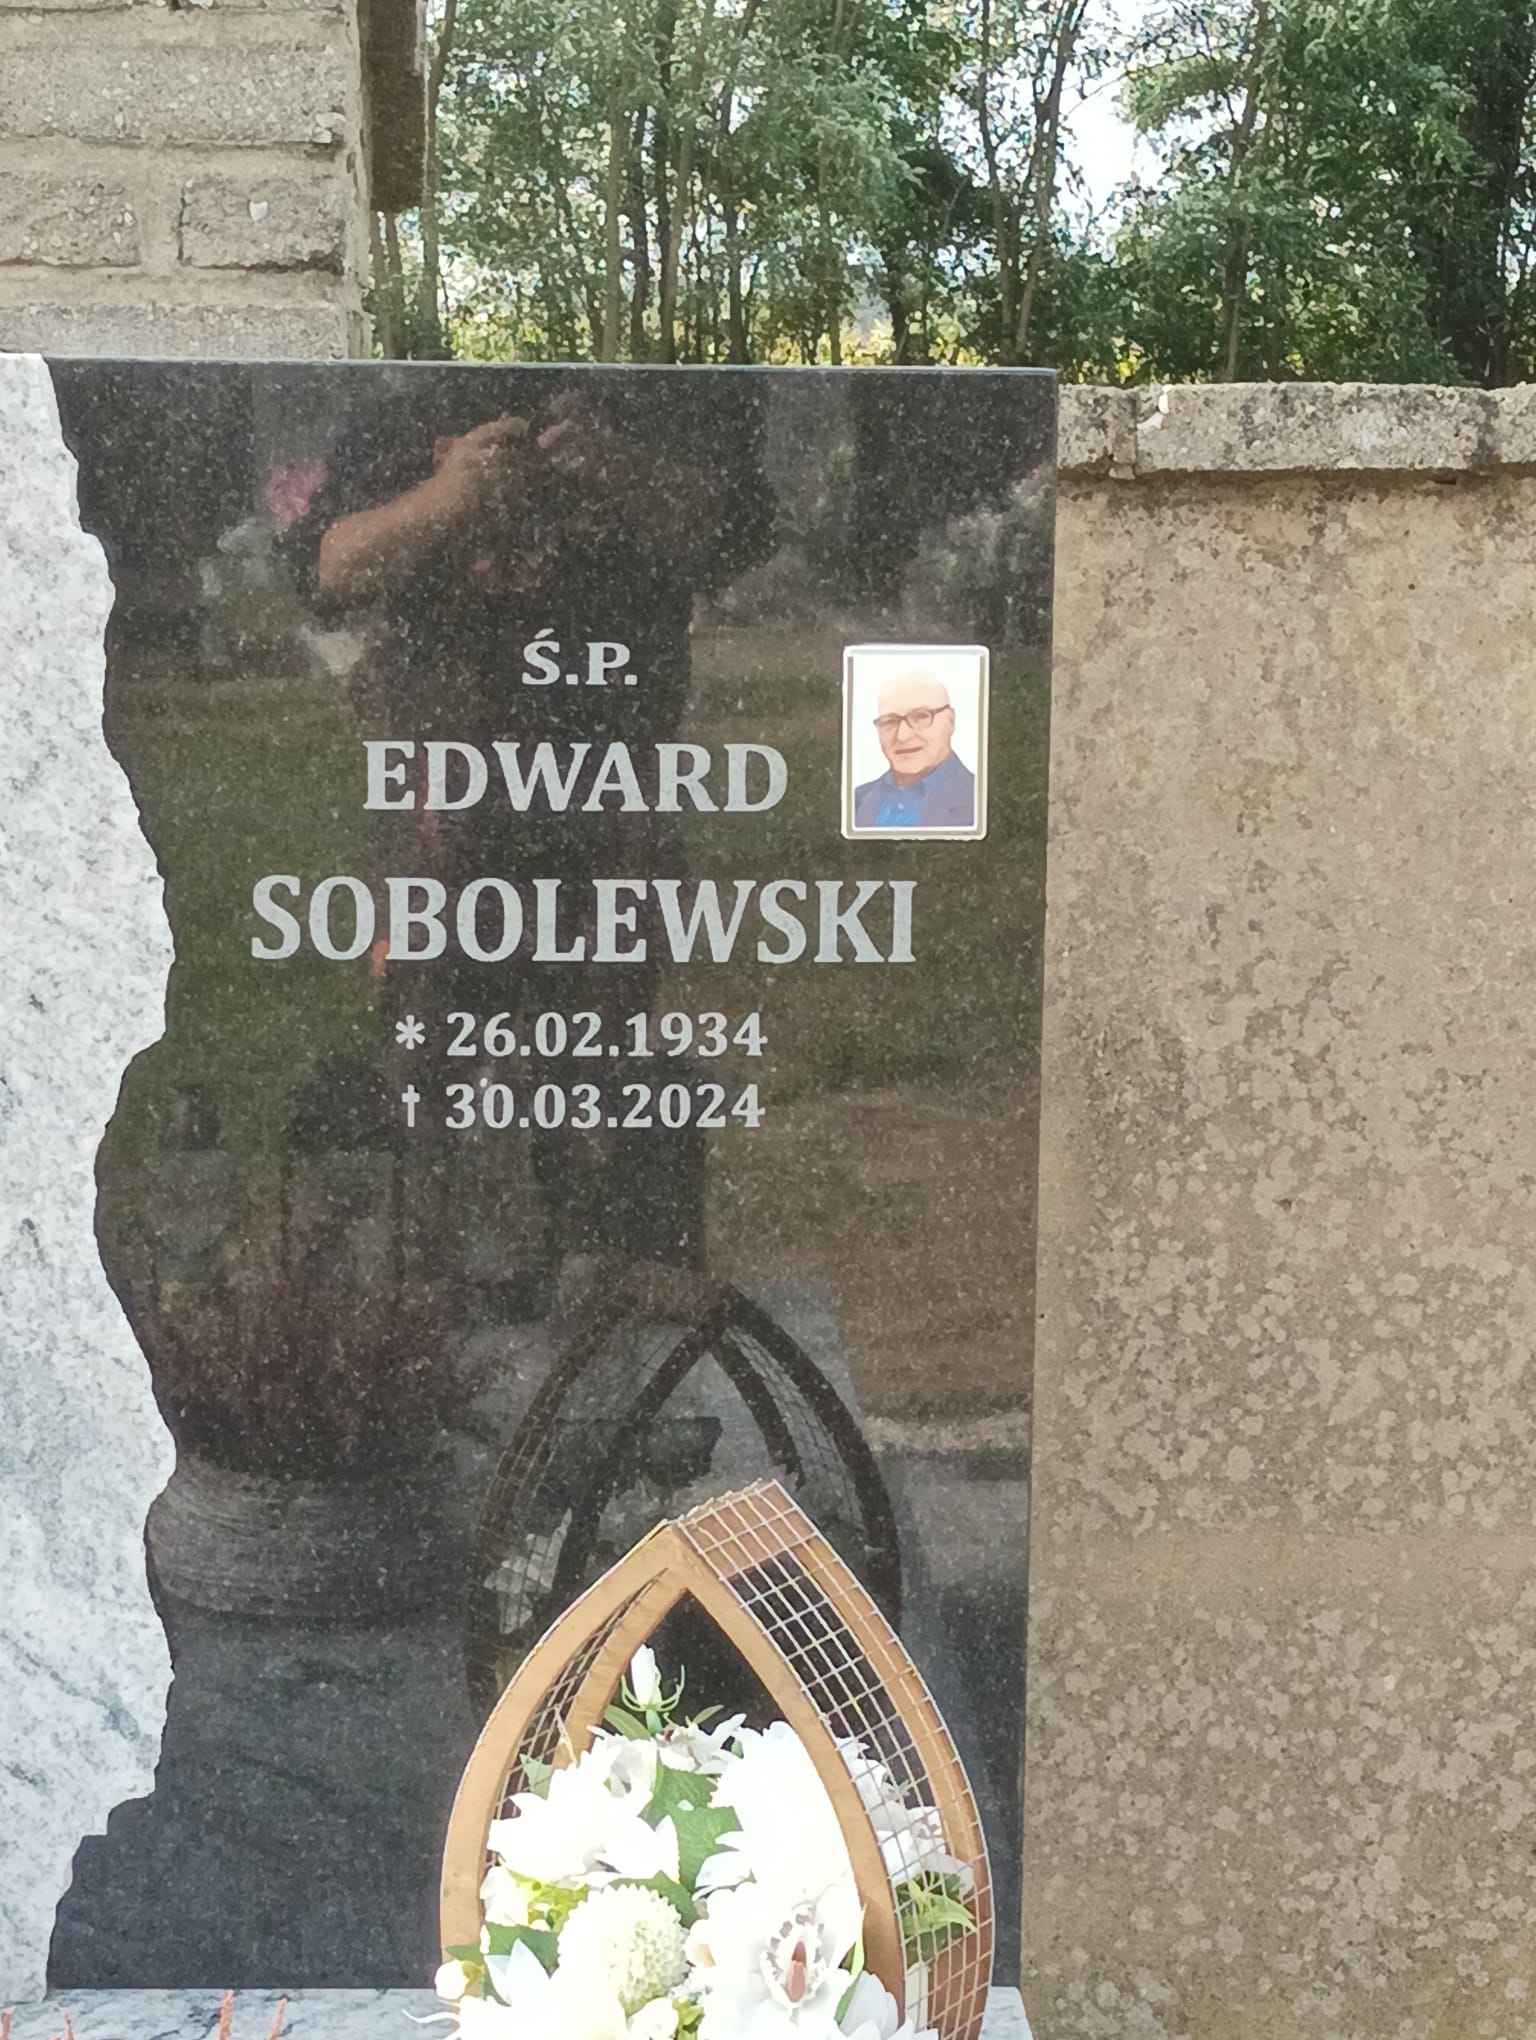 Ś.P.
EDWARD
SOBOLEWSKI
* 26.02.1934
† 30.03.2024